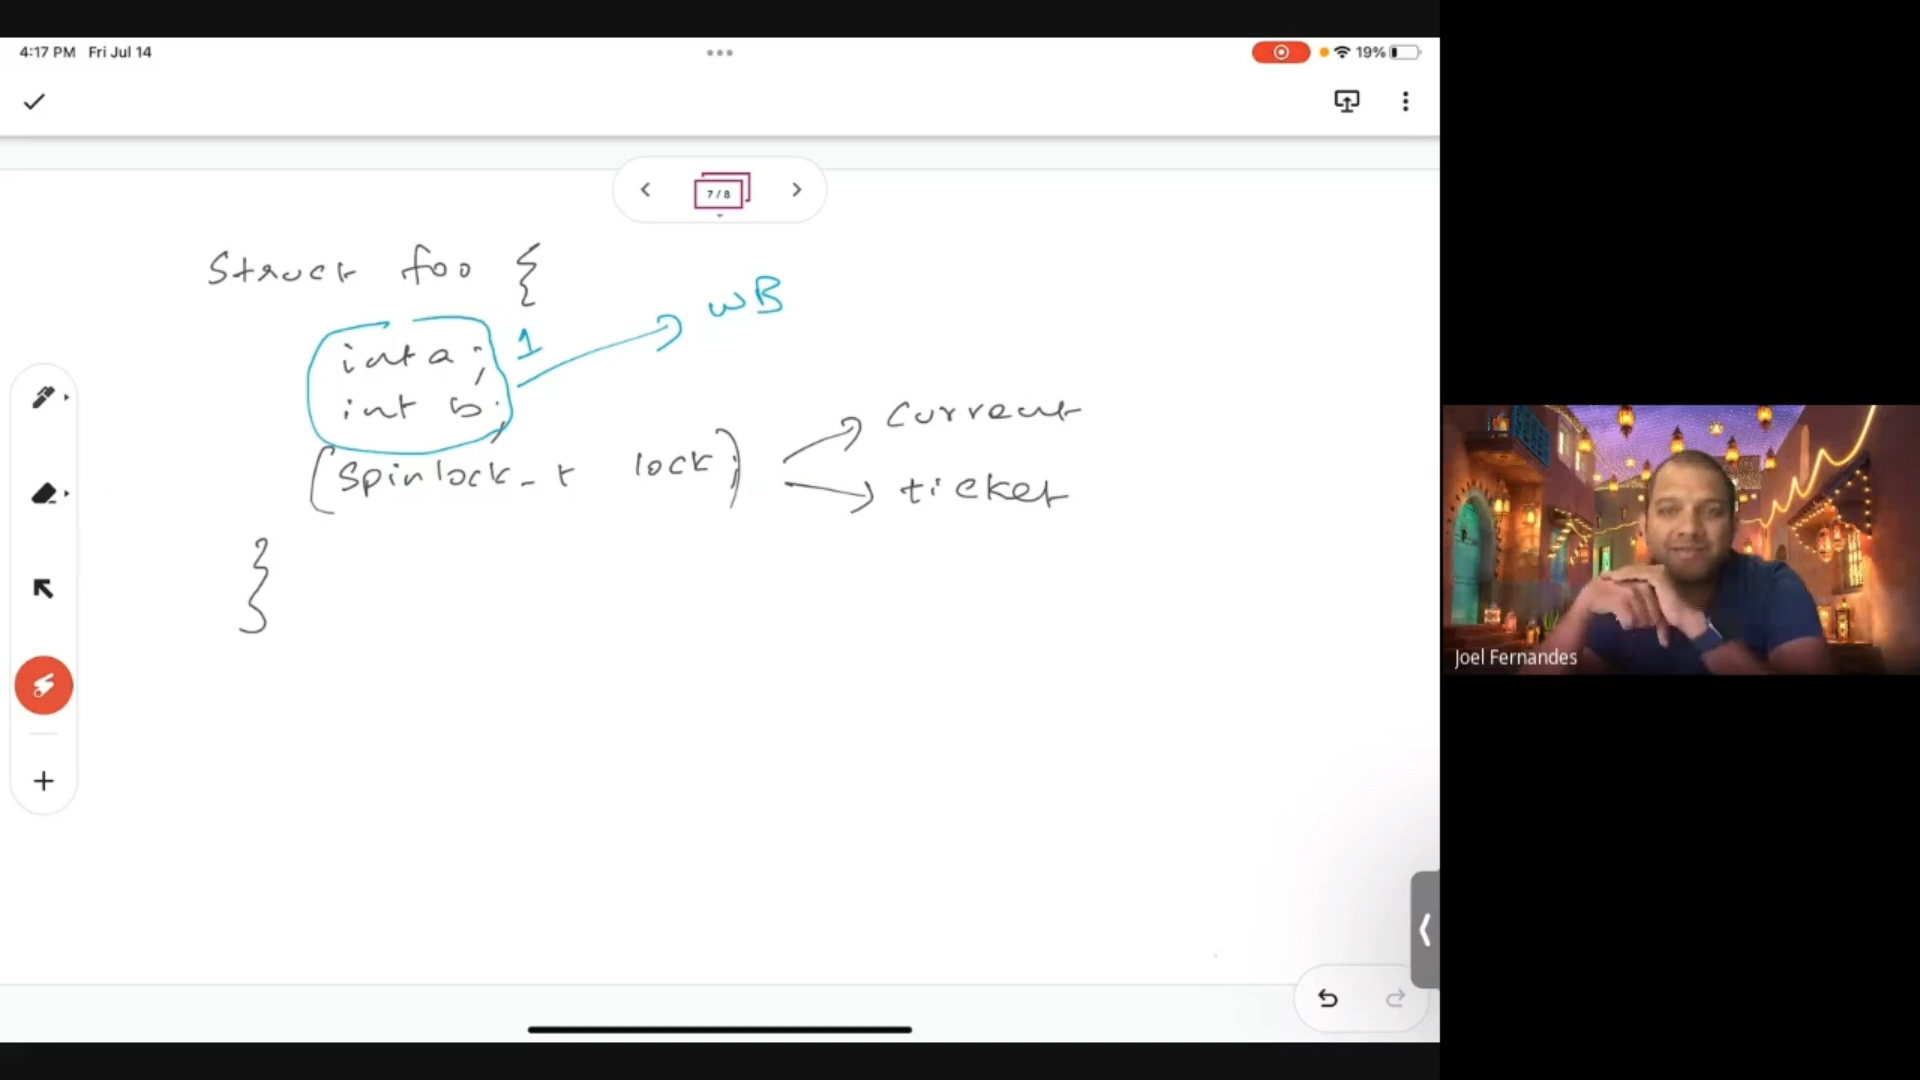 4:17 PM Fri Jul 14
19%
7/8
Struct foo {
wB
int a; 1
int b;
current
(Spinlock_t lock;)
ticket
}
Joel Fernandes